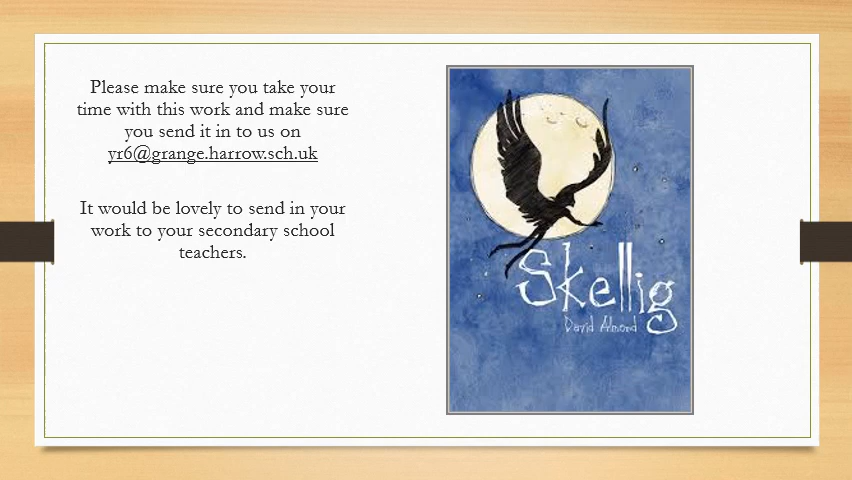 Please make sure you take your
time with this work and make sure
you send it in to us on
yr6@grange.harrow.sch.uk
It would be lovely to send in your
work to your secondary school
teachers.
Skellig
David Almond